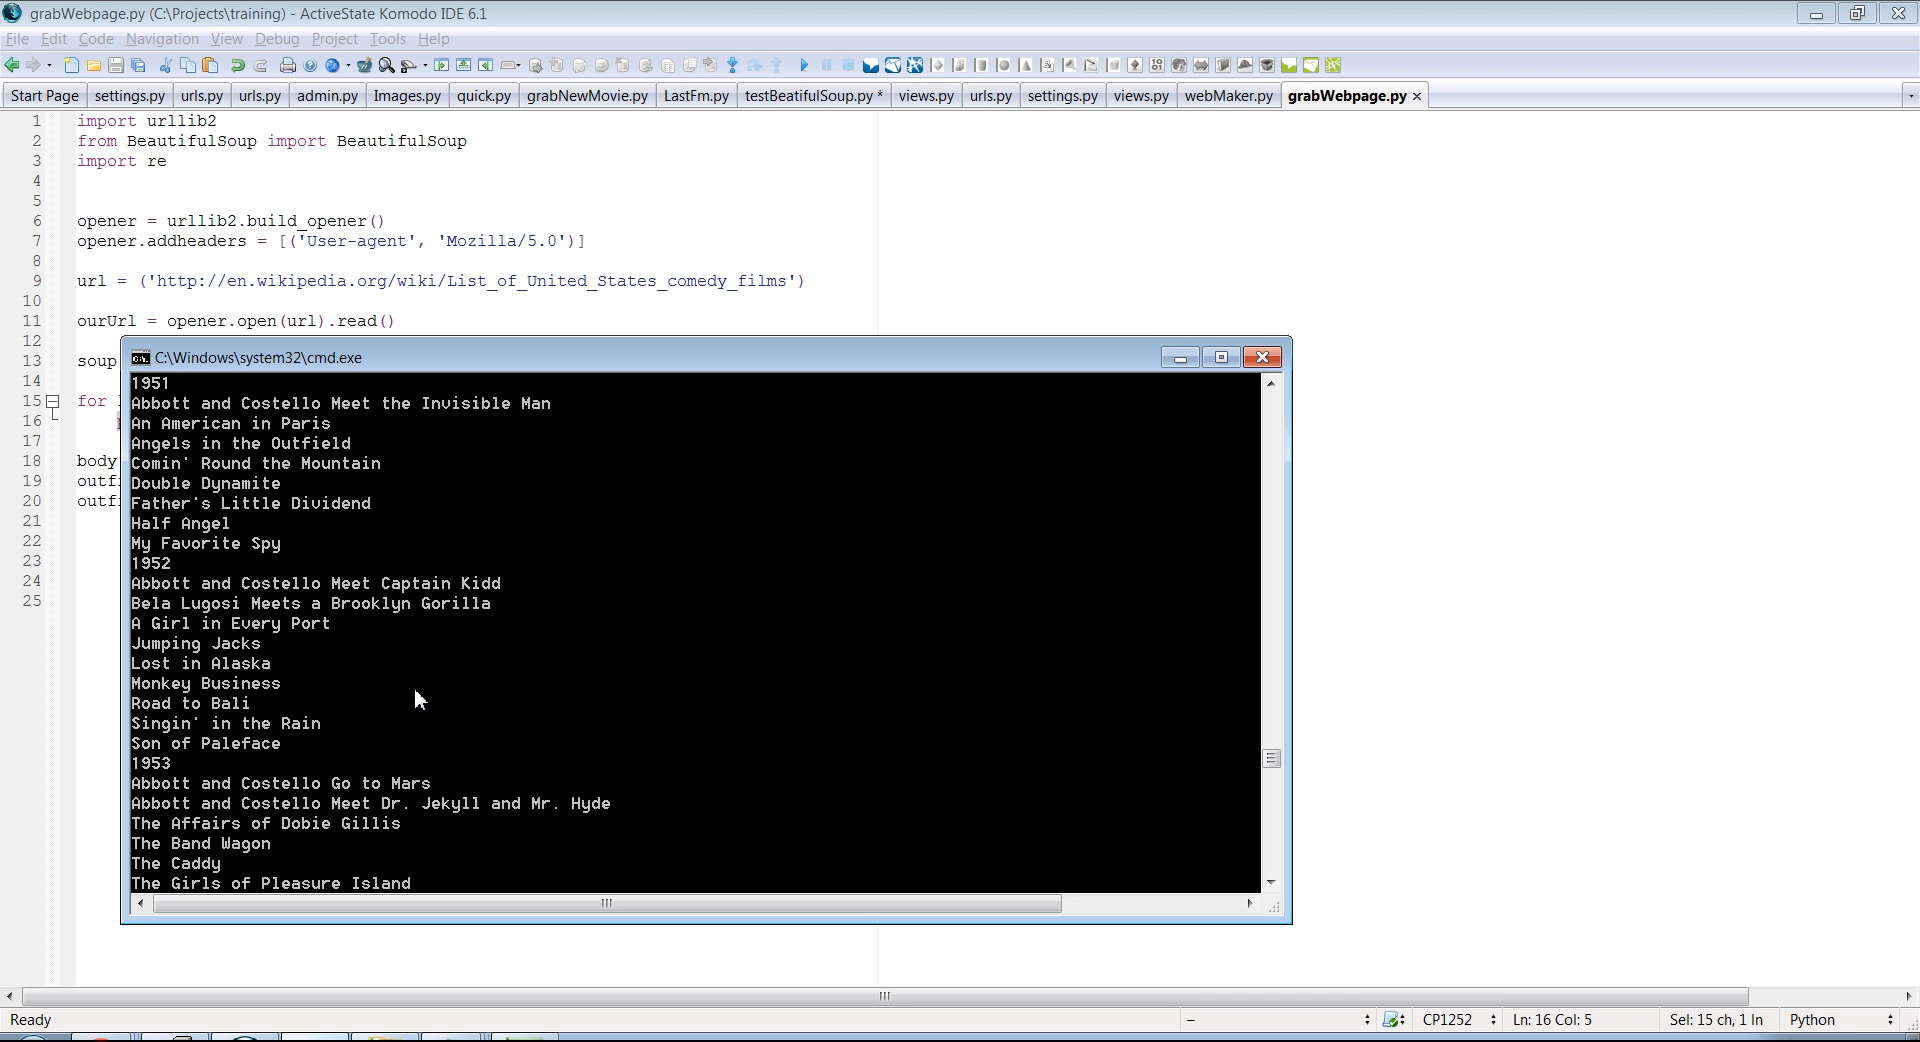 grabWebpage.py (C:\Projects\training) - ActiveState Komodo IDE 6.1
File Edit Code Navigation View Debug Project Tools Help
Start Page settings.py urls.py urls.py admin.py Images.py quick.py grabNewMovie.py LastFm.py testBeatifulSoup.py * views.py urls.py settings.py views.py webMaker.py grabWebpage.py
1 import urllib2
2 from BeautifulSoup import BeautifulSoup
3 import re
4
5
6 opener = urllib2.build_opener()
7 opener.addheaders = [('User-agent', 'Mozilla/5.0')]
8
9 url = ('http://en.wikipedia.org/wiki/List_of_United_States_comedy_films')
10
11 ourUrl = opener.open(url).read()
12
13 soup
14
15 for
16
17
18 body
19 outf
20 outf
21
22
23
24
25
C:\Windows\system32\cmd.exe
1951
Abbott and Costello Meet the Invisible Man
An American in Paris
Angels in the Outfield
Comin' Round the Mountain
Double Dynamite
Father's Little Dividend
Half Angel
My Favorite Spy
1952
Abbott and Costello Meet Captain Kidd
Bela Lugosi Meets a Brooklyn Gorilla
A Girl in Every Port
Jumping Jacks
Lost in Alaska
Monkey Business
Road to Bali
Singin' in the Rain
Son of Paleface
1953
Abbott and Costello Go to Mars
Abbott and Costello Meet Dr. Jekyll and Mr. Hyde
The Affairs of Dobie Gillis
The Band Wagon
The Caddy
The Girls of Pleasure Island
Ready – CP1252 Ln: 16 Col: 5 Sel: 15 ch, 1 ln Python